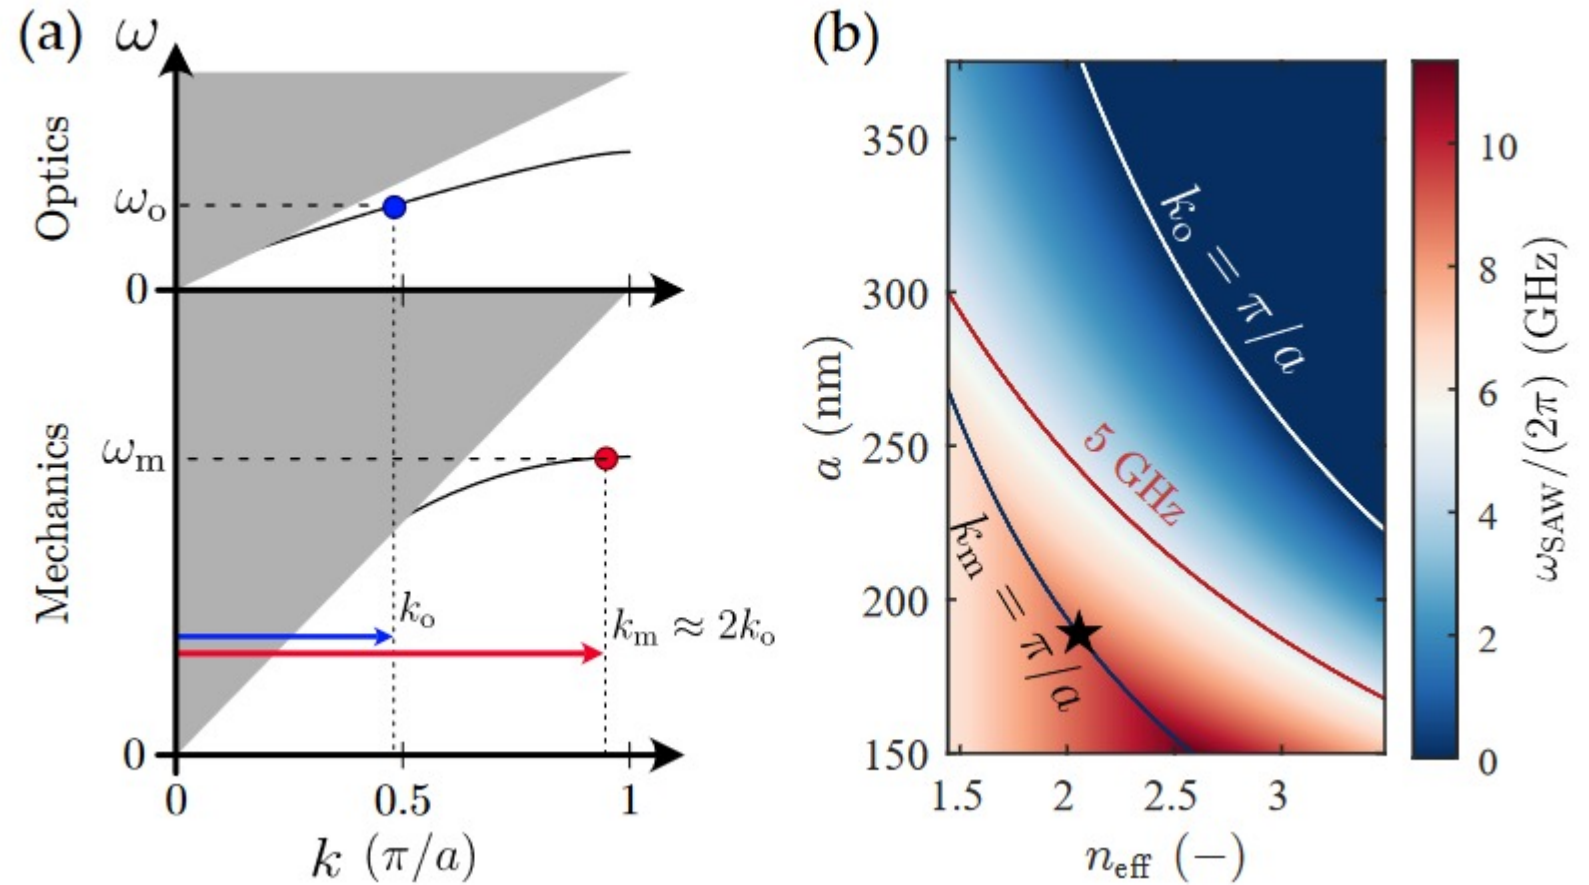 (a)
ω
Optics
ω_o
0
Mechanics
ω_m
k_o
k_m ≈ 2k_o
0
0
0.5
1
k (π/a)
(b)
a (nm)
350
300
250
200
150
k_o = π/a
5 GHz
k_m = π/a
1.5
2
2.5
3
n_eff (−)
10
8
6
4
2
0
ω_SAW/(2π) (GHz)